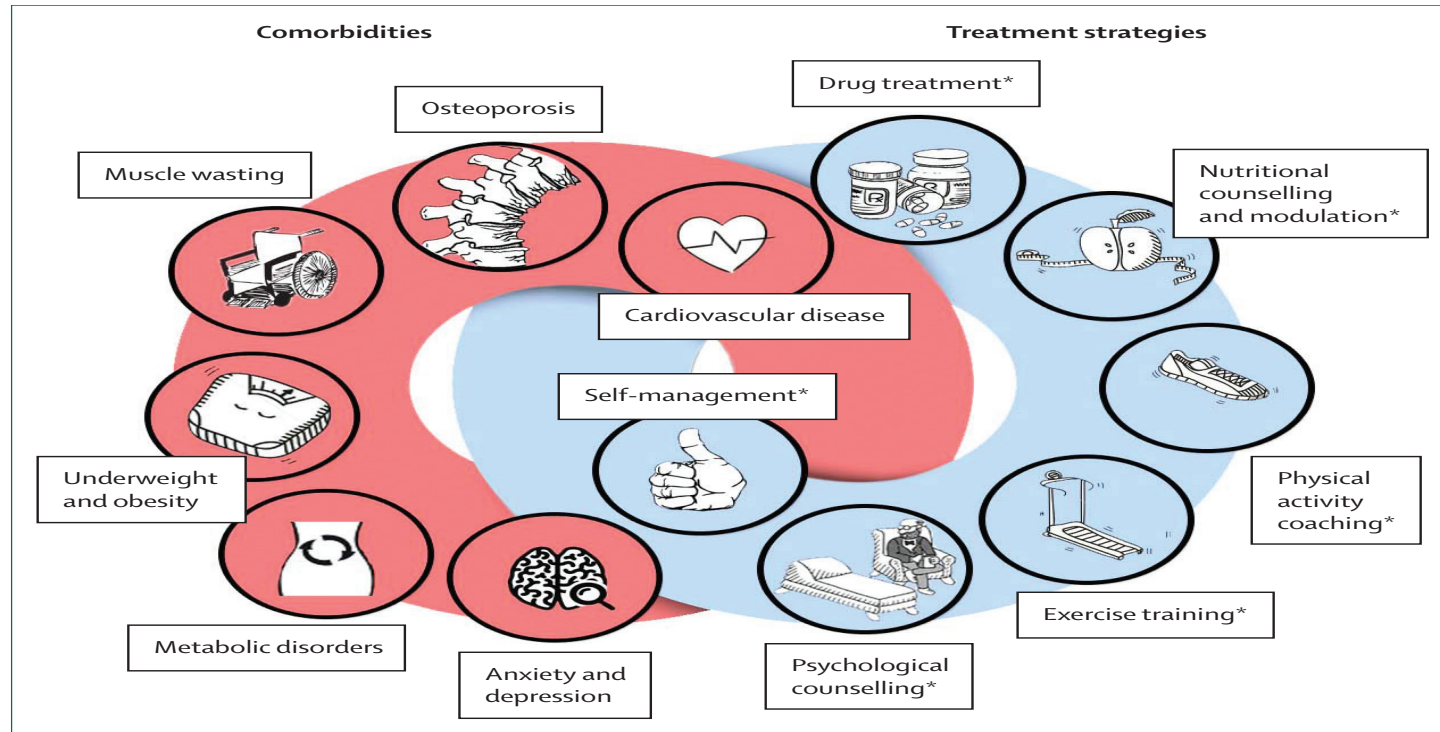 Comorbidities
Treatment strategies
Drug treatment*
Osteoporosis
Muscle wasting
Nutritional
counselling
and modulation*
Cardiovascular disease
Self-management*
Underweight
and obesity
Physical
activity
coaching*
Exercise training*
Metabolic disorders
Anxiety and
depression
Psychological
counselling*